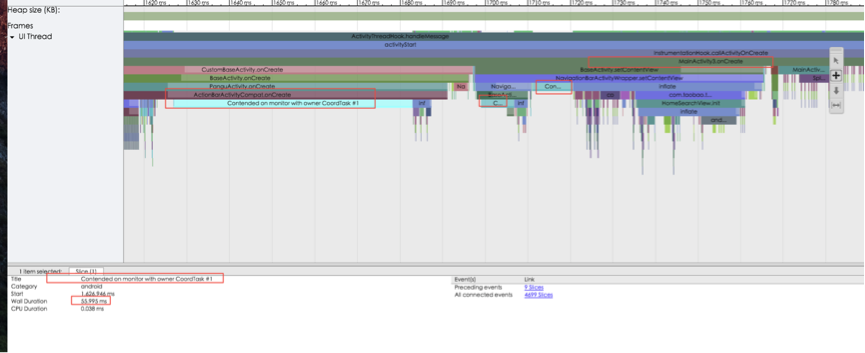 1620 ms 1630 ms 1640 ms 1650 ms 1660 ms 1670 ms 1680 ms 1690 ms 1700 ms 1710 ms 1720 ms 1730 ms 1740 ms 1750 ms 1760 ms 1770 ms 1780 ms
Heap size (KB):
Frames
UI Thread
ActivityThreadHook.handleMessage
activityStart
InstrumentationHook.callActivityOnCreate
MainActivity3.onCreate
CustomBaseActivity.onCreate
BaseActivity.setContentView
MainActiv...
BaseActivity.onCreate
NavigationBarActivityWrapper.setContentView
PanguActivity.onCreate
Na
Navigo...
Con...
inflate
ActionBarActivityCompat.onCreate
com.taobao.t...
Contended on monitor with owner CoordTask #1
inf
C...
inf
HomeSearchView.init
inflate
and...
1 item selected: Slice (1)
Title Contended on monitor with owner CoordTask #1
Category android
Start 1,626.946 ms
Wall Duration 55.995 ms
CPU Duration 0.038 ms
Event(s) Link
Preceding events 9 Slices
All connected events 4699 Slices